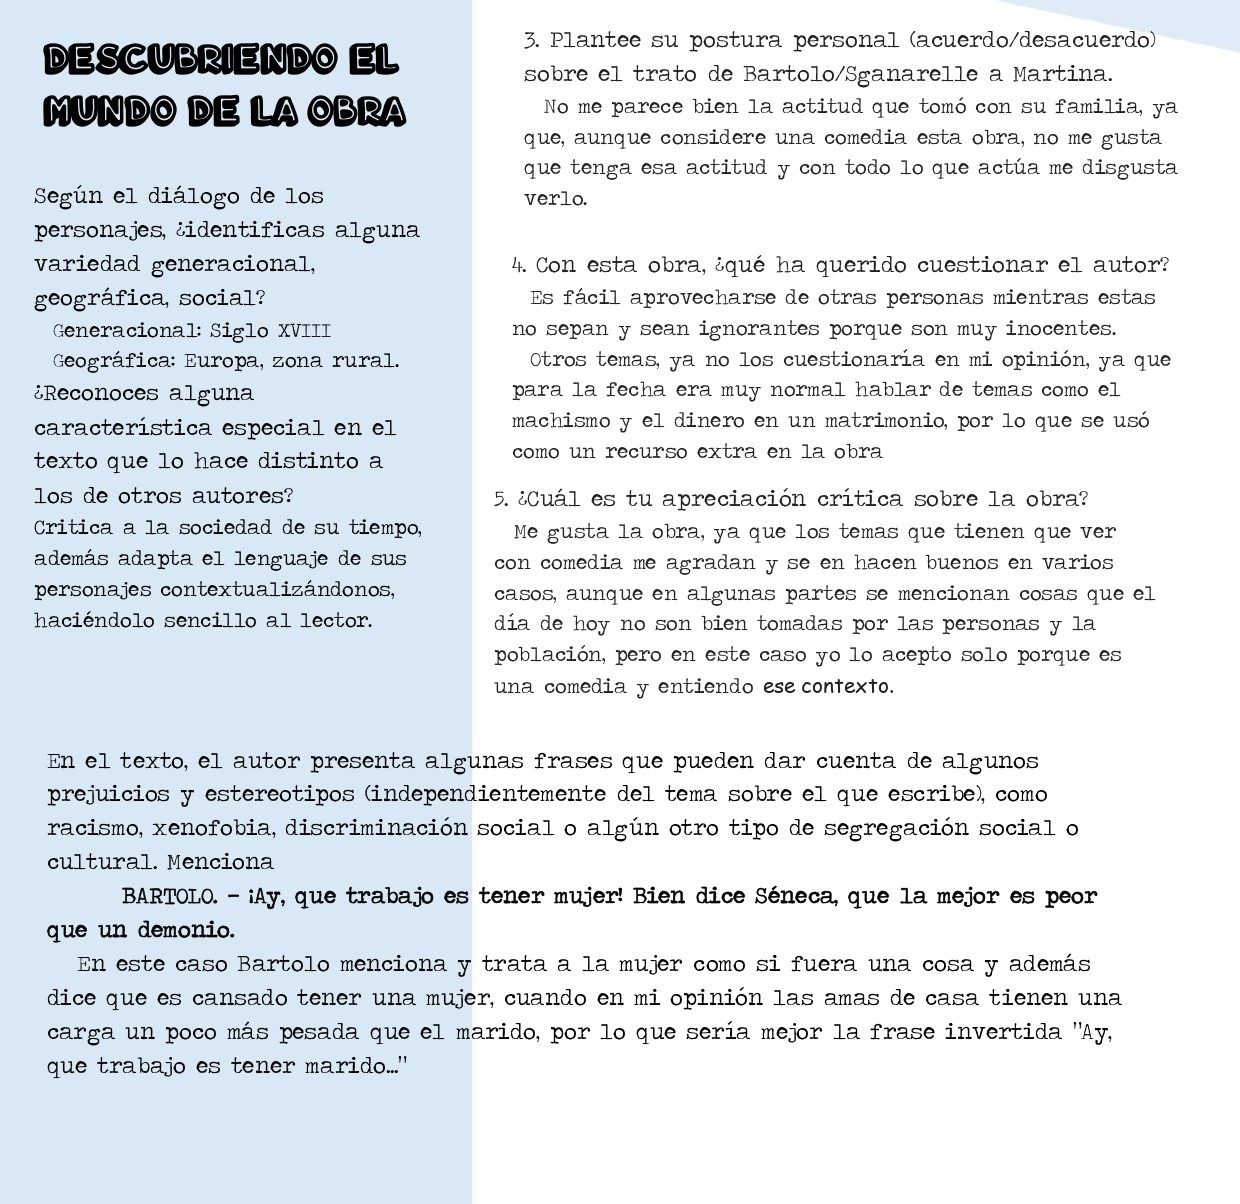 DESCUBRIENDO EL
MUNDO DE LA OBRA
Según el diálogo de los
personajes, ¿identificas alguna
variedad generacional,
geográfica, social?
Generacional: Siglo XVIII
Geográfica: Europa, zona rural.
¿Reconoces alguna
característica especial en el
texto que lo hace distinto a
los de otros autores?
Critica a la sociedad de su tiempo,
además adapta el lenguaje de sus
personajes contextualizándonos,
haciéndolo sencillo al lector.
3. Plantee su postura personal (acuerdo/desacuerdo)
sobre el trato de Bartolo/Sganarelle a Martina.
No me parece bien la actitud que tomó con su familia, ya
que, aunque considere una comedia esta obra, no me gusta
que tenga esa actitud y con todo lo que actúa me disgusta
verlo.
4. Con esta obra, ¿qué ha querido cuestionar el autor?
Es fácil aprovecharse de otras personas mientras estas
no sepan y sean ignorantes porque son muy inocentes.
Otros temas, ya no los cuestionaría en mi opinión, ya que
para la fecha era muy normal hablar de temas como el
machismo y el dinero en un matrimonio, por lo que se usó
como un recurso extra en la obra
5. ¿Cuál es tu apreciación crítica sobre la obra?
Me gusta la obra, ya que los temas que tienen que ver
con comedia me agradan y se en hacen buenos en varios
casos, aunque en algunas partes se mencionan cosas que el
día de hoy no son bien tomadas por las personas y la
población, pero en este caso yo lo acepto solo porque es
una comedia y entiendo ese contexto.
En el texto, el autor presenta algunas frases que pueden dar cuenta de algunos
prejuicios y estereotipos (independientemente del tema sobre el que escribe), como
racismo, xenofobia, discriminación social o algún otro tipo de segregación social o
cultural. Menciona
BARTOLO. - ¡Ay, que trabajo es tener mujer! Bien dice Séneca, que la mejor es peor
que un demonio.
En este caso Bartolo menciona y trata a la mujer como si fuera una cosa y además
dice que es cansado tener una mujer, cuando en mi opinión las amas de casa tienen una
carga un poco más pesada que el marido, por lo que sería mejor la frase invertida "Ay,
que trabajo es tener marido..."